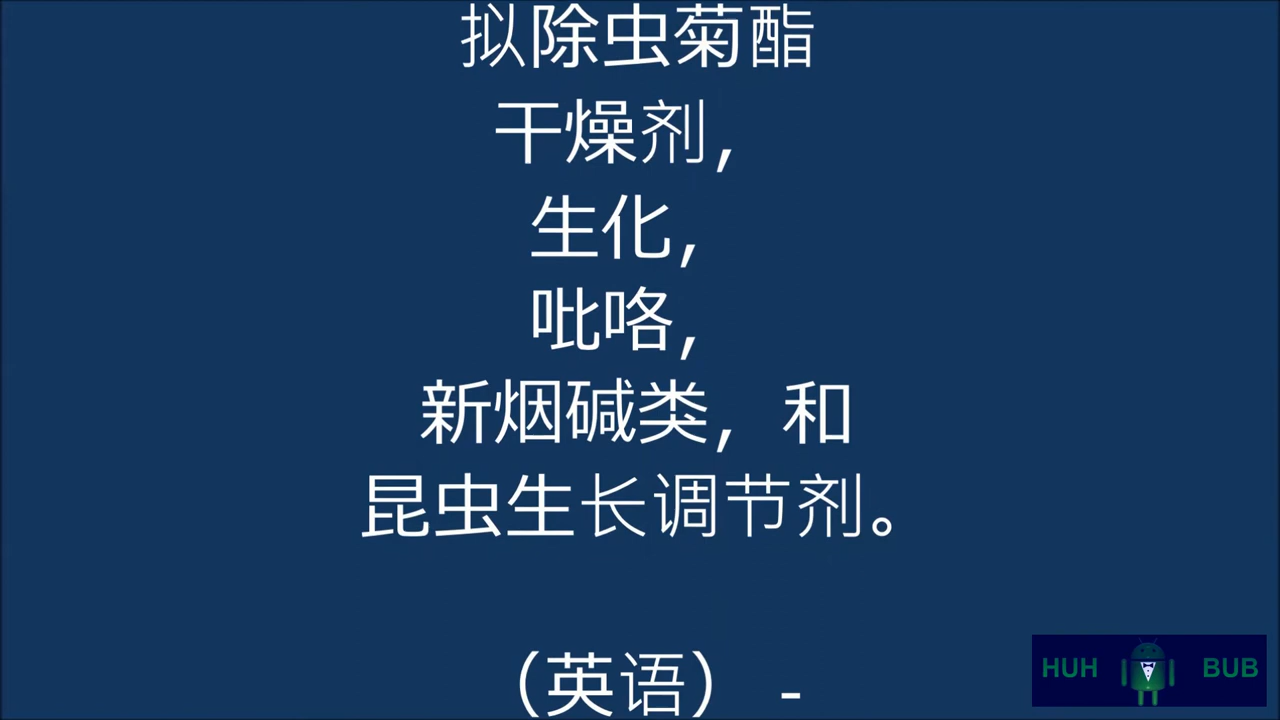 拟除虫菊酯
干燥剂，
生化，
吡咯，
新烟碱类，和
昆虫生长调节剂。
（英语） -
HUH BUB